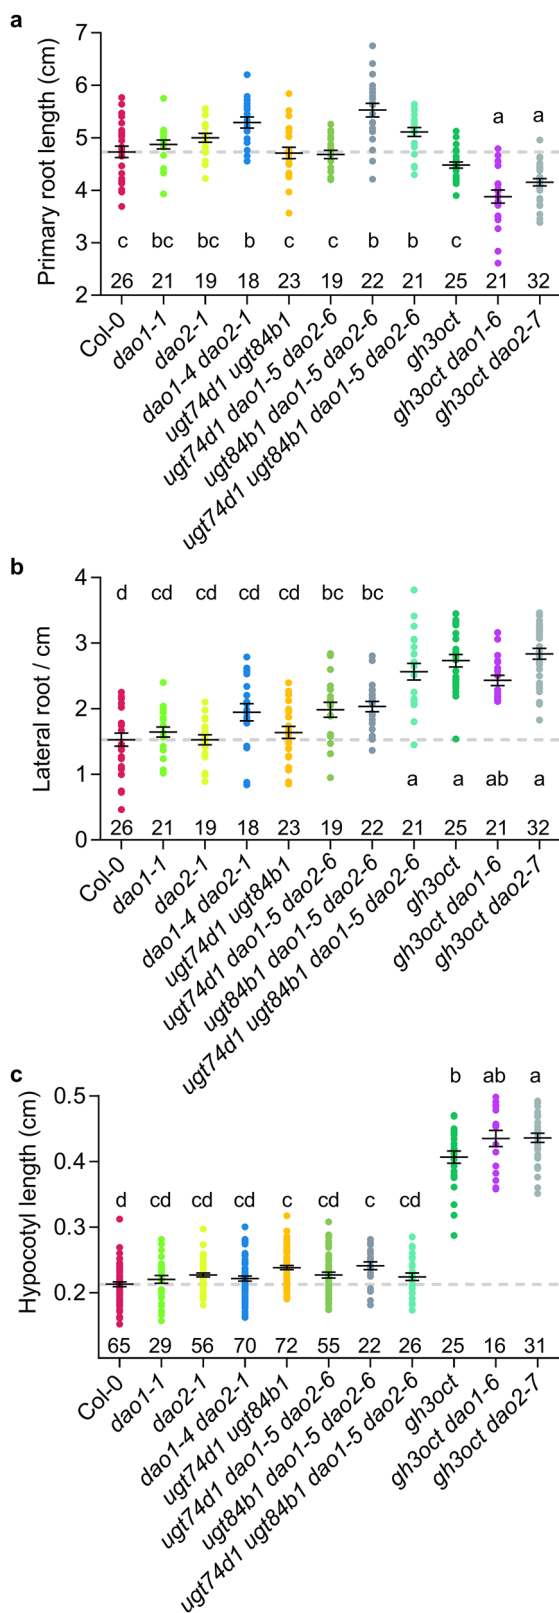 a
Primary root length (cm)
7
6
5
4
3
2
a a
c bc bc b c c b b c
26 21 19 18 23 19 22 21 25 21 32
Col-0
dao1-1
dao2-1
dao1-4 dao2-1
ugt74d1 ugt84b1
ugt74d1 dao1-5 dao2-6
ugt84b1 dao1-5 dao2-6
ugt74d1 ugt84b1 dao1-5 dao2-6
gh3oct
gh3oct dao1-6
gh3oct dao2-7
b
Lateral root / cm
4
3
2
1
0
d cd cd cd cd bc bc
a a ab a
26 21 19 18 23 19 22 21 25 21 32
Col-0
dao1-1
dao2-1
dao1-4 dao2-1
ugt74d1 ugt84b1
ugt74d1 dao1-5 dao2-6
ugt84b1 dao1-5 dao2-6
ugt74d1 ugt84b1 dao1-5 dao2-6
gh3oct
gh3oct dao1-6
gh3oct dao2-7
c
Hypocotyl length (cm)
0.5
0.4
0.3
0.2
b ab a
d cd cd cd c cd c cd
65 29 56 70 72 55 22 26 25 16 31
Col-0
dao1-1
dao2-1
dao1-4 dao2-1
ugt74d1 ugt84b1
ugt74d1 dao1-5 dao2-6
ugt84b1 dao1-5 dao2-6
ugt74d1 ugt84b1 dao1-5 dao2-6
gh3oct
gh3oct dao1-6
gh3oct dao2-7